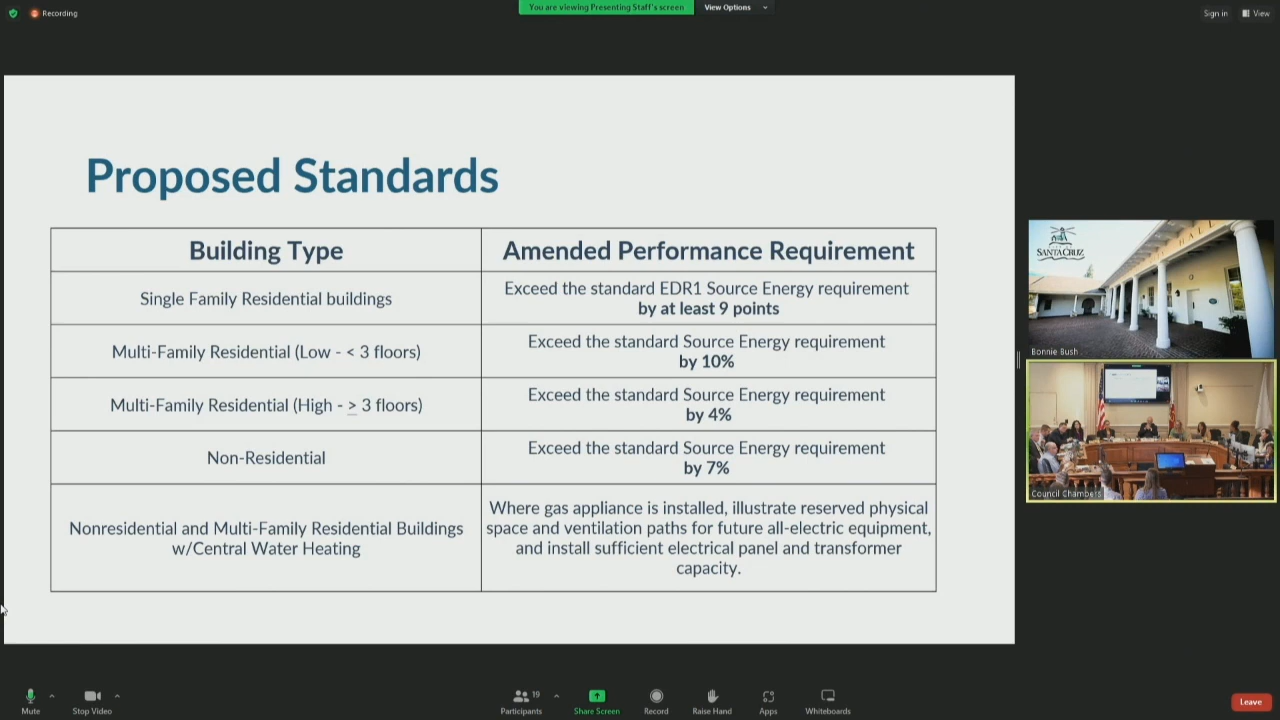 Recording
You are viewing Presenting Staff's screen
View Options
Sign in
View
Proposed Standards
Building Type
Amended Performance Requirement
Single Family Residential buildings
Exceed the standard EDR1 Source Energy requirement
by at least 9 points
Multi-Family Residential (Low - < 3 floors)
Exceed the standard Source Energy requirement
by 10%
Multi-Family Residential (High - > 3 floors)
Exceed the standard Source Energy requirement
by 4%
Non-Residential
Exceed the standard Source Energy requirement
by 7%
Nonresidential and Multi-Family Residential Buildings
w/Central Water Heating
Where gas appliance is installed, illustrate reserved physical
space and ventilation paths for future all-electric equipment,
and install sufficient electrical panel and transformer
capacity.
SANTA CRUZ
HALL
Bonnie Bush
Council Chambers
Mute
Stop Video
Participants
19
Share Screen
Record
Raise Hand
Apps
Whiteboards
Leave